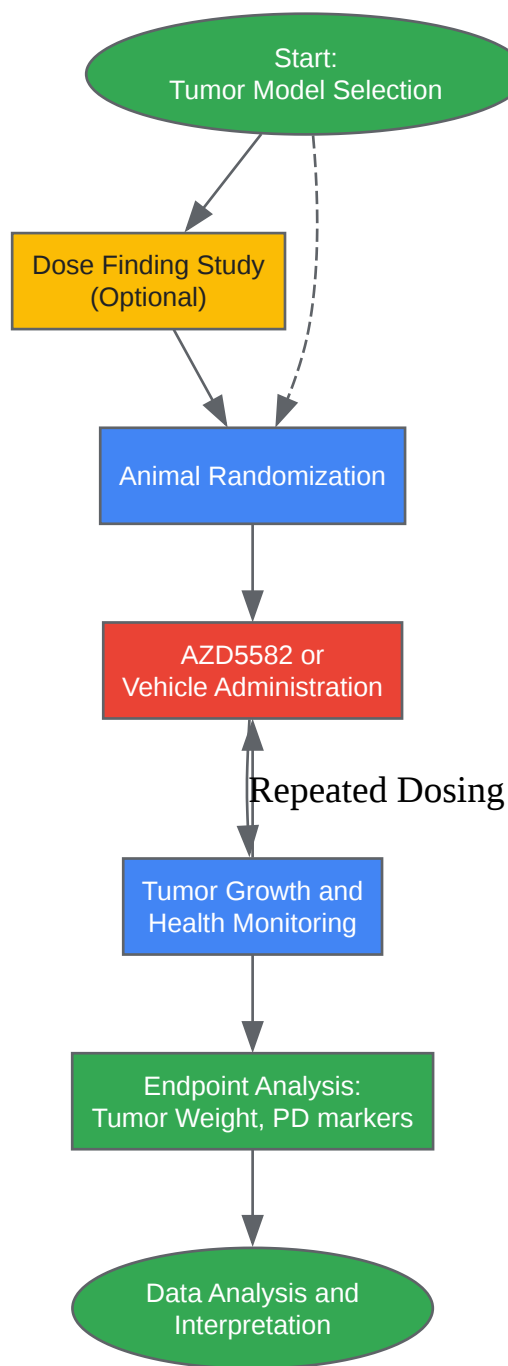 Start:
Tumor Model Selection
Dose Finding Study
(Optional)
Animal Randomization
AZD5582 or
Vehicle Administration
Repeated Dosing
Tumor Growth and
Health Monitoring
Endpoint Analysis:
Tumor Weight, PD markers
Data Analysis and
Interpretation